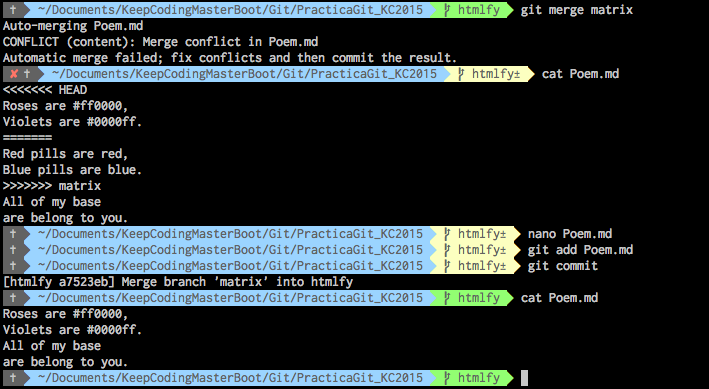 † ~/Documents/KeepCodingMasterBoot/Git/PracticaGit_KC2015 htmlfy git merge matrix
Auto-merging Poem.md
CONFLICT (content): Merge conflict in Poem.md
Automatic merge failed; fix conflicts and then commit the result.
✘ † ~/Documents/KeepCodingMasterBoot/Git/PracticaGit_KC2015 htmlfy± cat Poem.md
<<<<<<< HEAD
Roses are #ff0000,
Violets are #0000ff.
=======
Red pills are red,
Blue pills are blue.
>>>>>>> matrix
All of my base
are belong to you.
† ~/Documents/KeepCodingMasterBoot/Git/PracticaGit_KC2015 htmlfy± nano Poem.md
† ~/Documents/KeepCodingMasterBoot/Git/PracticaGit_KC2015 htmlfy± git add Poem.md
† ~/Documents/KeepCodingMasterBoot/Git/PracticaGit_KC2015 htmlfy± git commit
[htmlfy a7523eb] Merge branch 'matrix' into htmlfy
† ~/Documents/KeepCodingMasterBoot/Git/PracticaGit_KC2015 htmlfy cat Poem.md
Roses are #ff0000,
Violets are #0000ff.
All of my base
are belong to you.
† ~/Documents/KeepCodingMasterBoot/Git/PracticaGit_KC2015 htmlfy